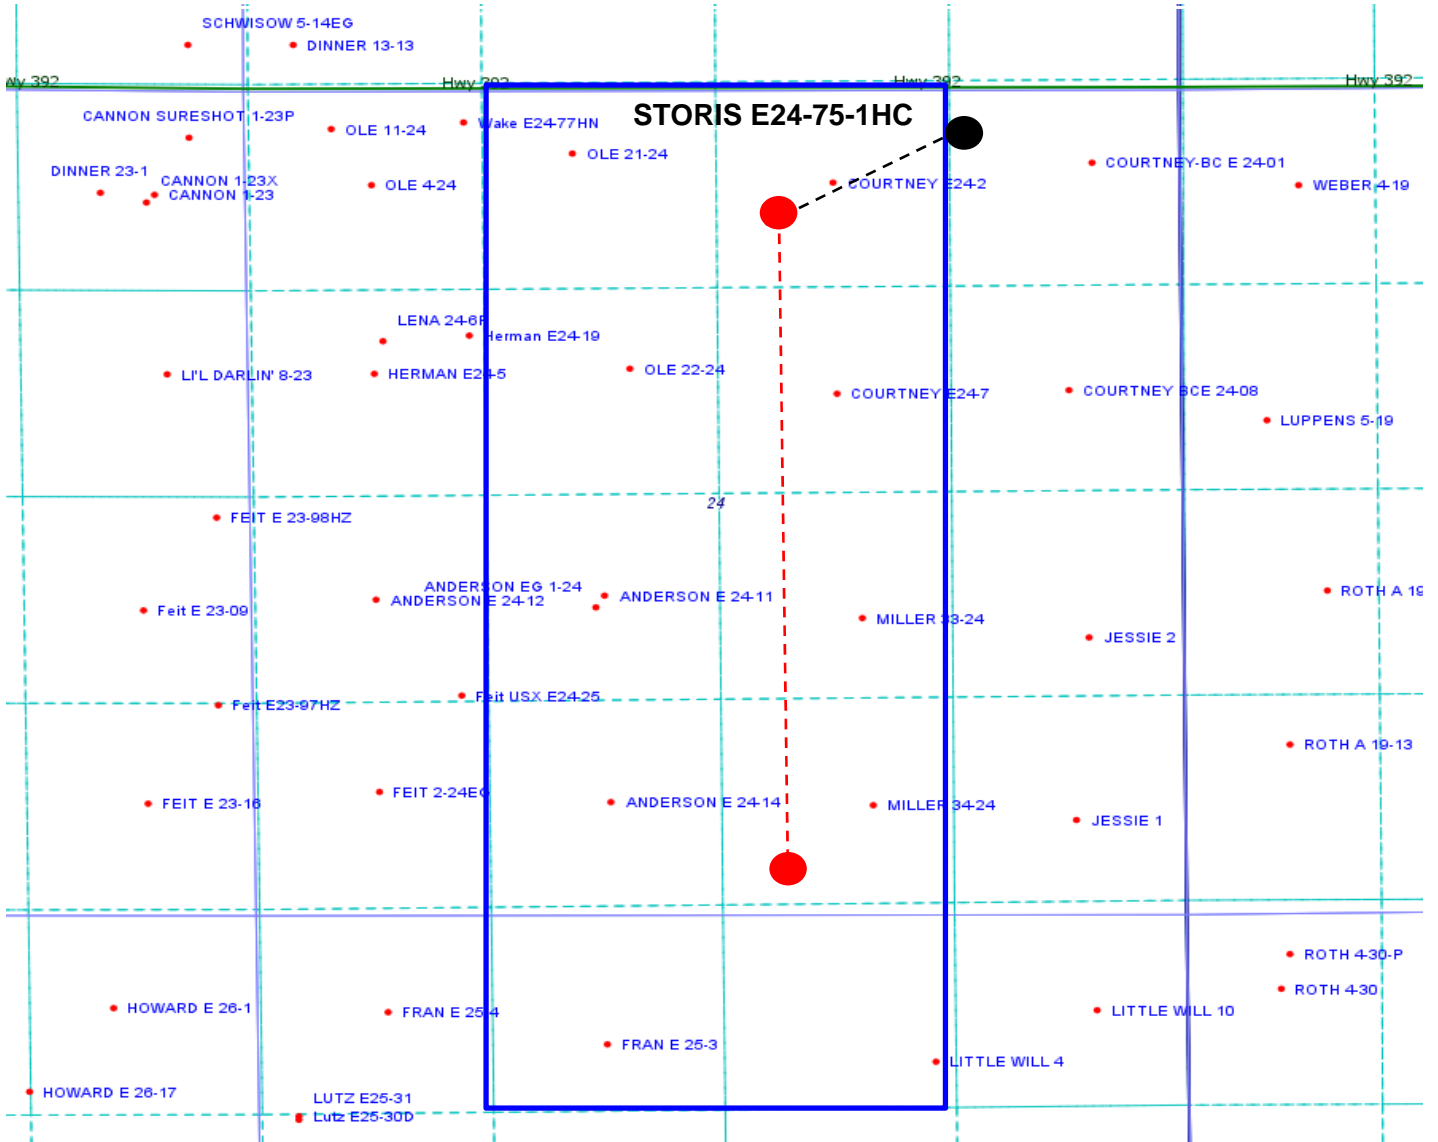 SCHWISOW 5-14EG
DINNER 13-13
Hwy 392
Hwy 392
Hwy 392
STORIS E24-75-1HC
CANNON SURESHOT 1-23P
OLE 11-24
Wake E24-77HN
OLE 21-24
COURTNEY-BC E 24-01
DINNER 23-1
CANNON 1-23X
CANNON 1-23
OLE 4-24
COURTNEY E24-2
WEBER 4-19
Herman E24-19
LI'L DARLIN' 8-23
HERMAN E24-5
OLE 22-24
COURTNEY E24-7
COURTNEY BCE 24-08
LUPPENS 5-19
24
FEIT E 23-98HZ
ANDERSON EG 1-24
ANDERSON E 24-12
ANDERSON E 24-11
Feit E 23-09
MILLER 33-24
ROTH A 19
JESSIE 2
Feit USX E24-25
Feit E23-97HZ
ROTH A 19-13
FEIT 2-24EG
FEIT E 23-16
ANDERSON E 24-14
MILLER 34-24
JESSIE 1
ROTH 4-30-P
ROTH 4-30
HOWARD E 26-1
FRAN E 25-4
LITTLE WILL 10
FRAN E 25-3
LITTLE WILL 4
HOWARD E 26-17
LUTZ E25-31
Lutz E25-30D